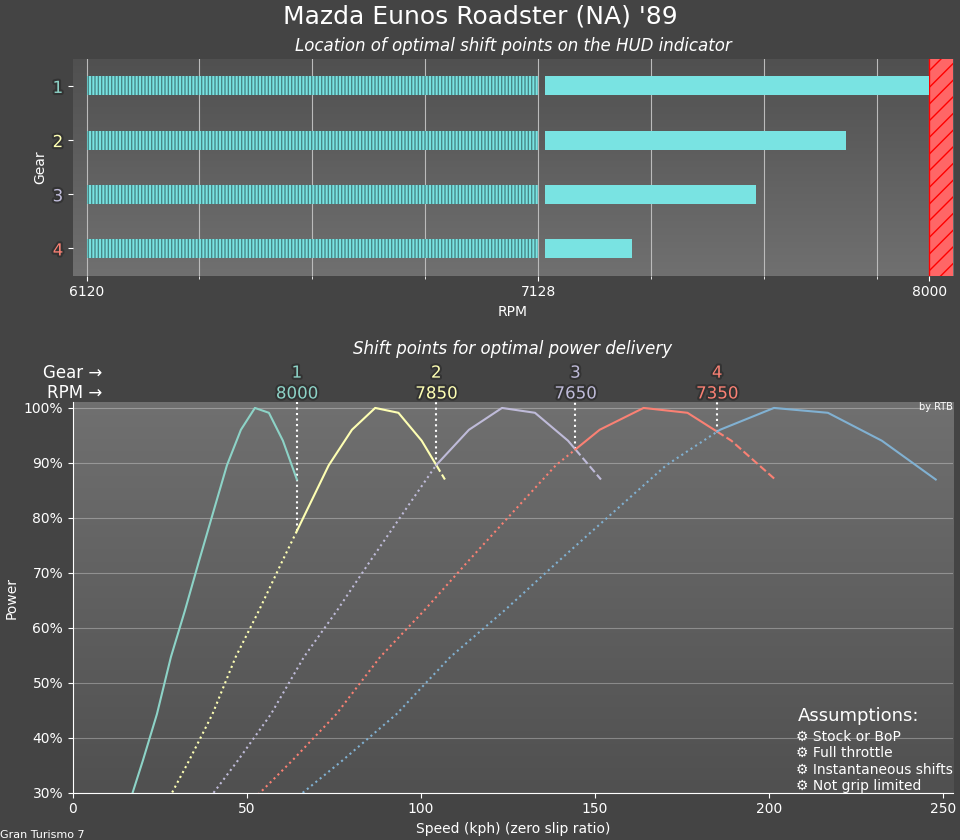 Mazda Eunos Roadster (NA) '89
Location of optimal shift points on the HUD indicator
Gear
1
2
3
4
6120 7128 8000
RPM
Shift points for optimal power delivery
Gear → 1 2 3 4
RPM → 8000 7850 7650 7350
by RTB
Power
100%
90%
80%
70%
60%
50%
40%
30%
Assumptions:
⚙ Stock or BoP
⚙ Full throttle
⚙ Instantaneous shifts
⚙ Not grip limited
0 50 100 150 200 250
Speed (kph) (zero slip ratio)
Gran Turismo 7